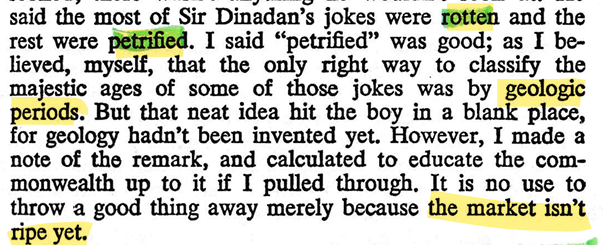 said the most of Sir Dinadan's jokes were rotten and the
rest were petrified. I said "petrified" was good; as I be-
lieved, myself, that the only right way to classify the
majestic ages of some of those jokes was by geologic
periods. But that neat idea hit the boy in a blank place,
for geology hadn't been invented yet. However, I made a
note of the remark, and calculated to educate the com-
monwealth up to it if I pulled through. It is no use to
throw a good thing away merely because the market isn't
ripe yet.